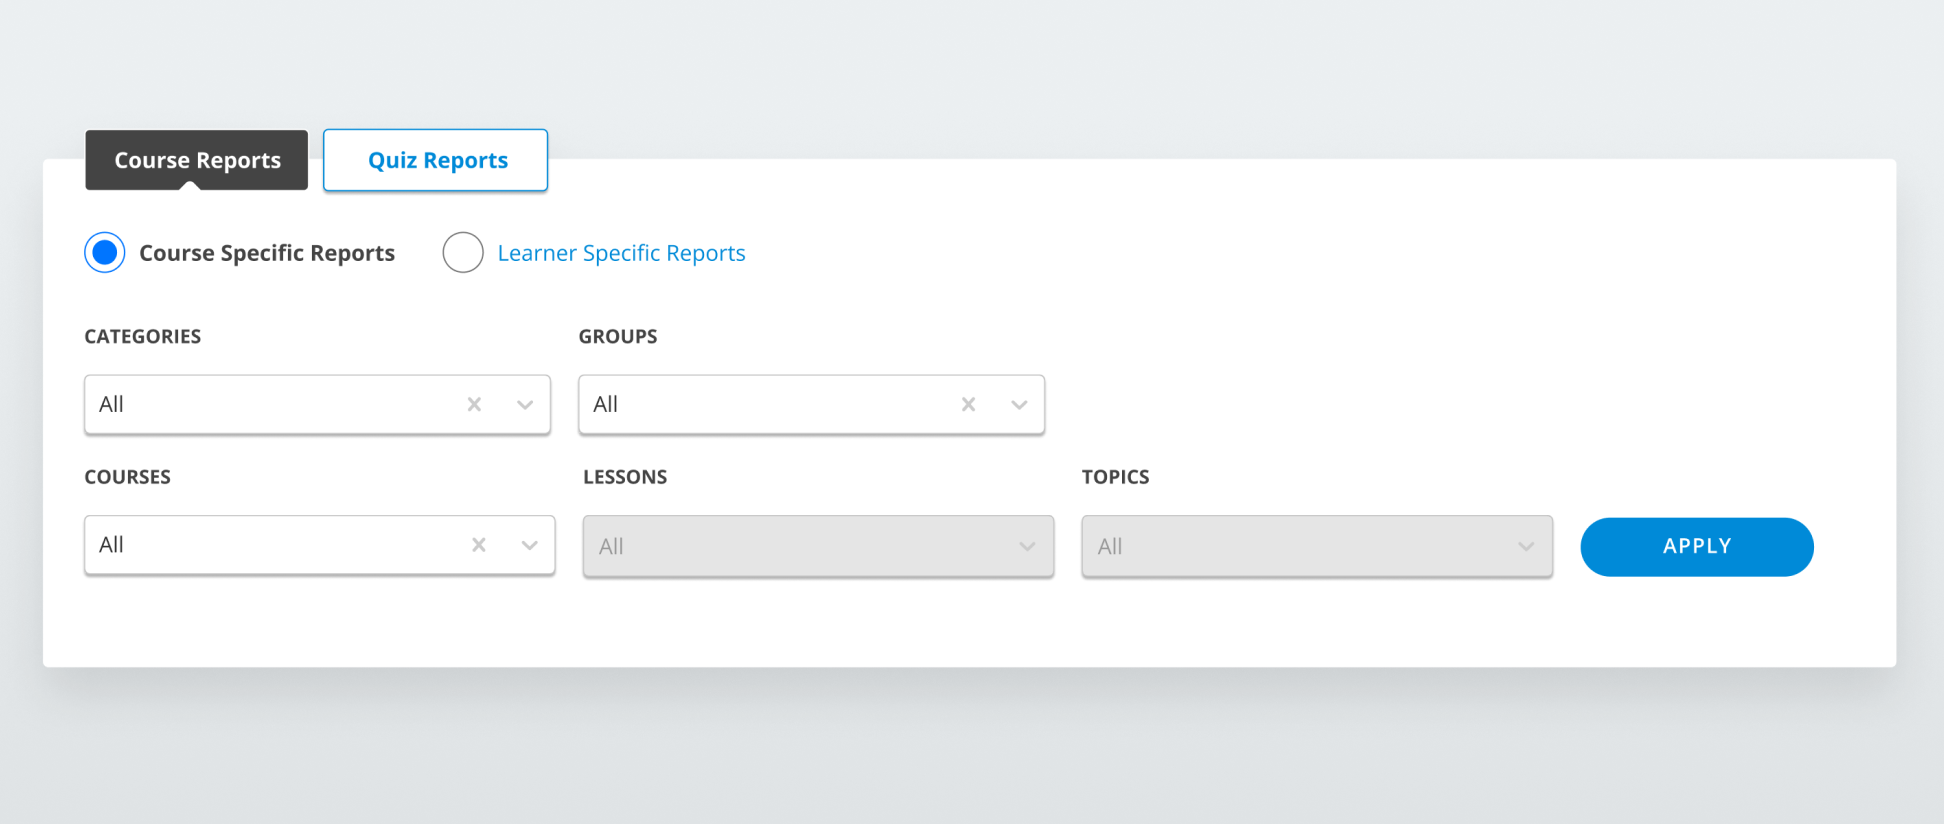 Course Reports Quiz Reports
Course Specific Reports Learner Specific Reports
CATEGORIES GROUPS
All All
COURSES LESSONS TOPICS
All All All APPLY